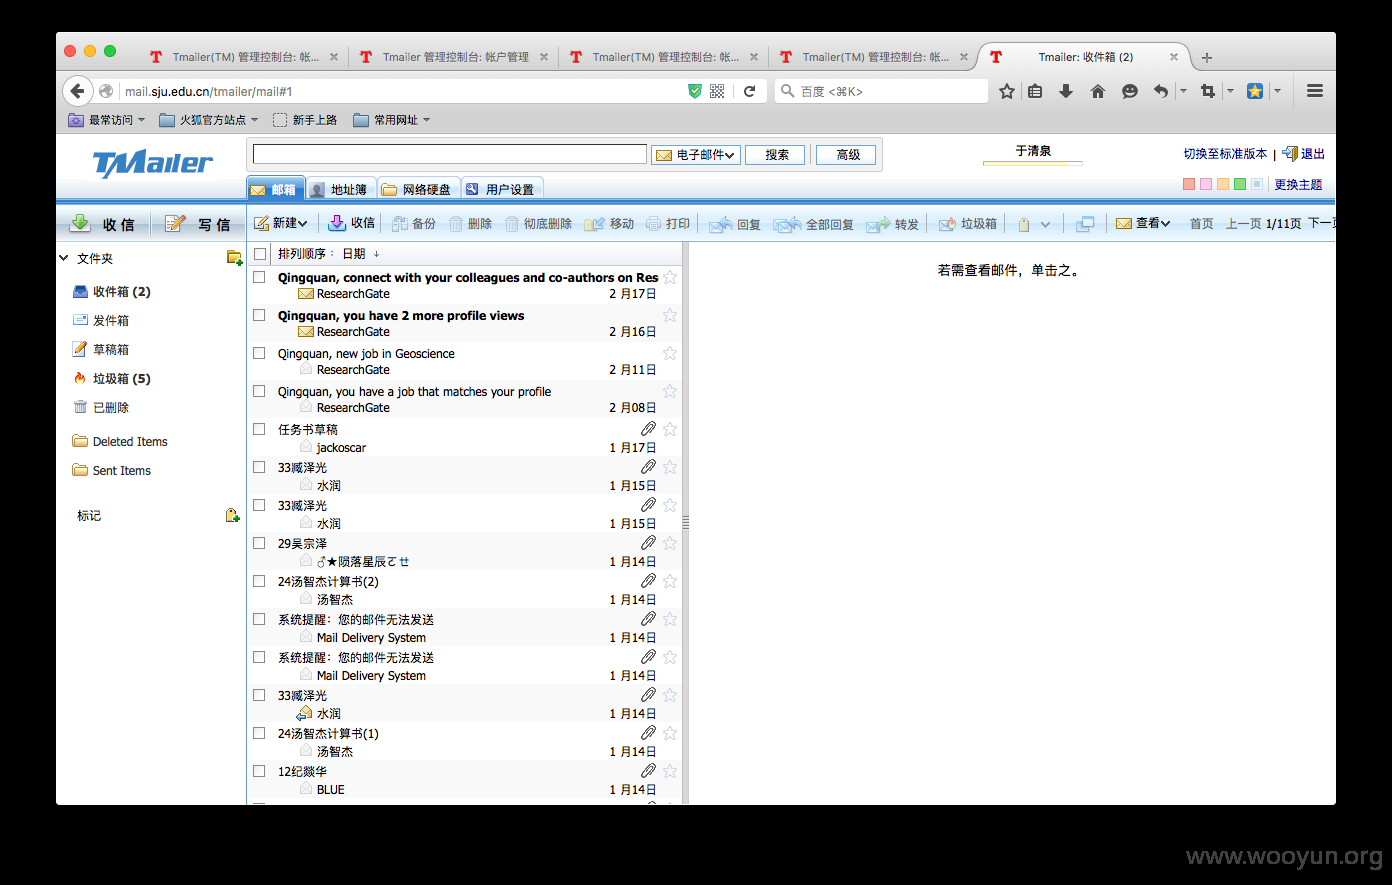 Tmailer(TM) 管理控制台: 帐... Tmailer 管理控制台: 帐户管理 Tmailer(TM) 管理控制台: 帐... Tmailer(TM) 管理控制台: 帐... Tmailer: 收件箱 (2)
mail.sju.edu.cn/tmailer/mail#1 百度 <⌘K>
最常访问 火狐官方站点 新手上路 常用网址
TMailer 电子邮件 搜索 高级 于清泉 切换至标准版本 | 退出
邮箱 地址簿 网络硬盘 用户设置 更换主题
收 信 写 信 新建 收信 备份 删除 彻底删除 移动 打印 回复 全部回复 转发 垃圾箱 查看 首页 上一页 1/11页 下一页
文件夹
收件箱 (2)
发件箱
草稿箱
垃圾箱 (5)
已删除
Deleted Items
Sent Items
标记
排列顺序: 日期 ↓
Qingquan, connect with your colleagues and co-authors on Res
ResearchGate 2 月17日
Qingquan, you have 2 more profile views
ResearchGate 2 月16日
Qingquan, new job in Geoscience
ResearchGate 2 月11日
Qingquan, you have a job that matches your profile
ResearchGate 2 月08日
任务书草稿
jackoscar 1 月17日
33臧泽光
水润 1 月15日
33臧泽光
水润 1 月15日
29吴宗泽
♂★陨落星辰ㄛㄝ 1 月14日
24汤智杰计算书(2)
汤智杰 1 月14日
系统提醒：您的邮件无法发送
Mail Delivery System 1 月14日
系统提醒：您的邮件无法发送
Mail Delivery System 1 月14日
33臧泽光
水润 1 月14日
24汤智杰计算书(1)
汤智杰 1 月14日
12纪燚华
BLUE 1 月14日
若需查看邮件，单击之。
www.wooyun.org